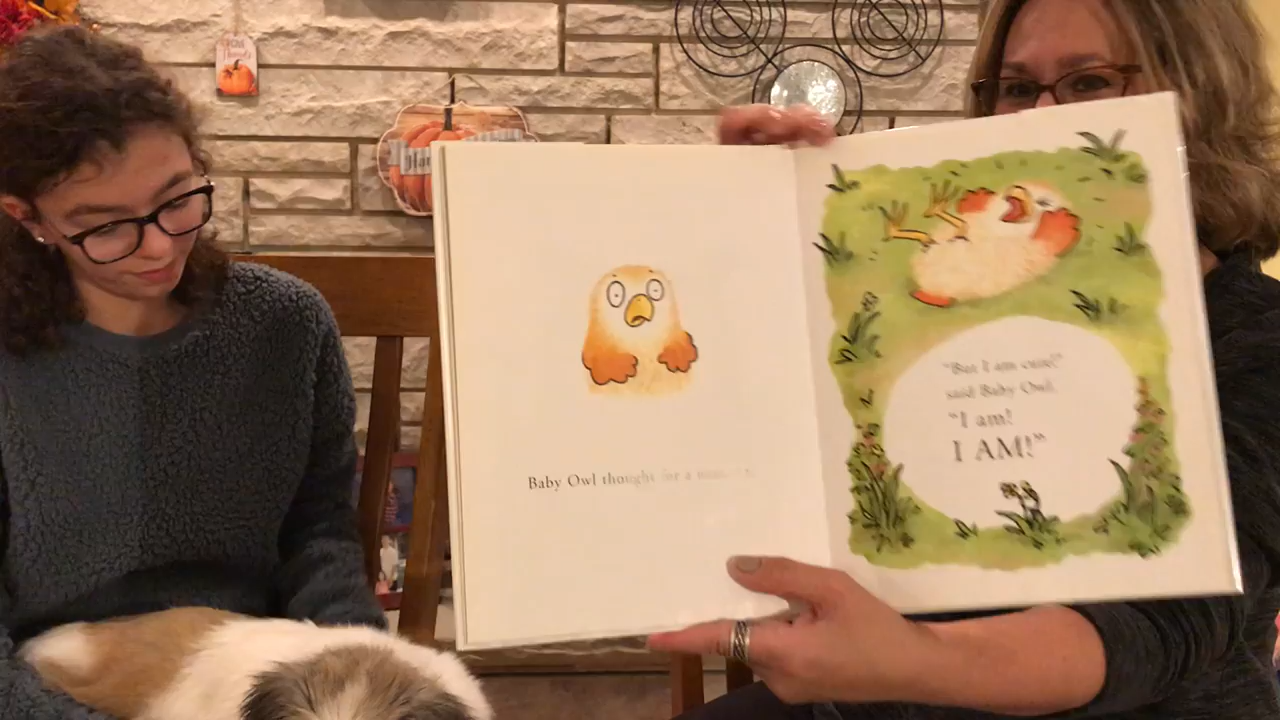 Baby Owl thought for a
"But I am cute!"
said Baby Owl.
"I am!
I AM!"